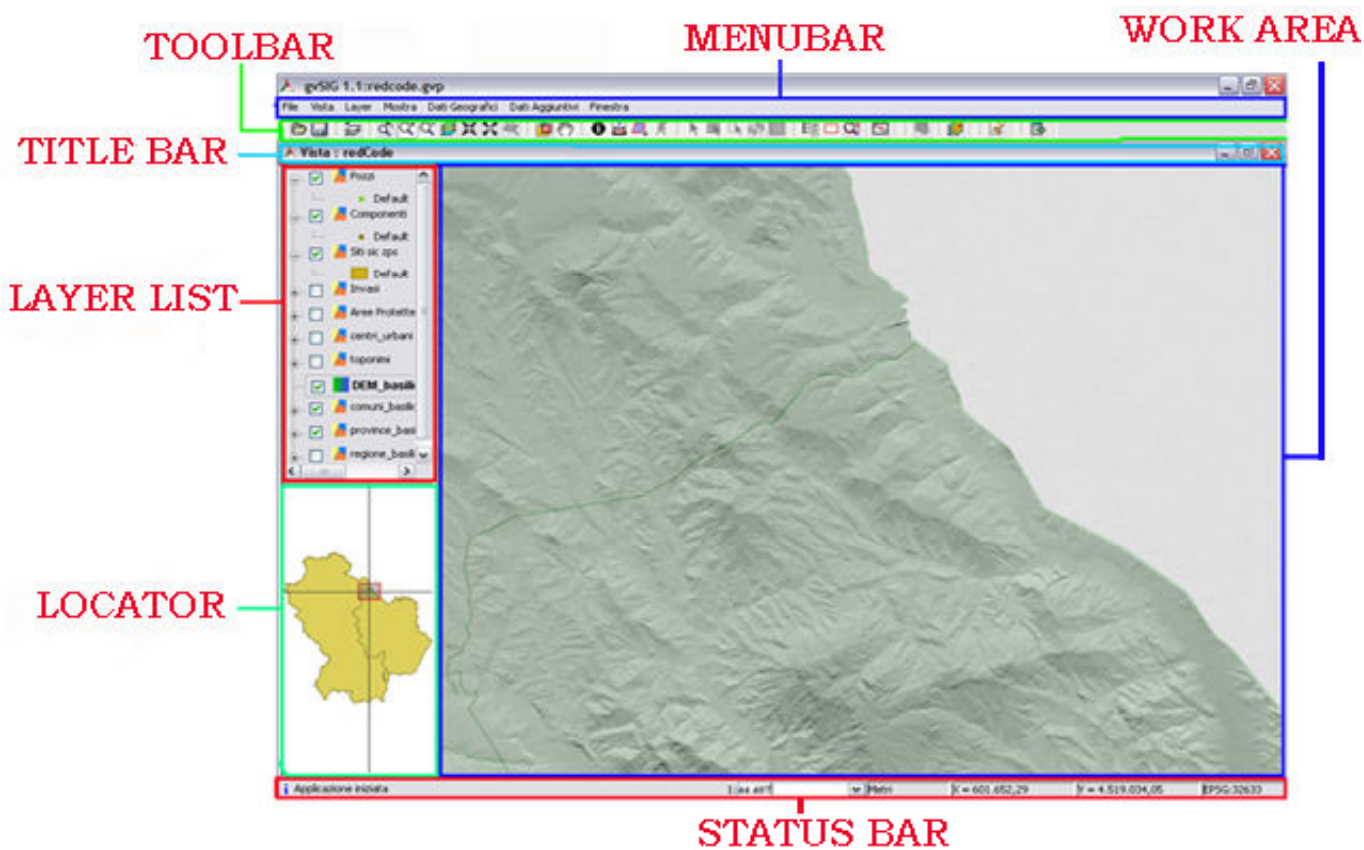 TOOLBAR
MENUBAR
WORK AREA
gvSIG 1.1:redcode.gvp
File Vista Layer Mostra Dati Geografici Dati Aggiuntivi Finestra
TITLE BAR
Vista : redCode
Pozzi
Default
Componenti
Default
Siti sic zps
Default
LAYER LIST
Invasi
Aree Protette
centri_urbani
toponimi
DEM_basilic
comuni_basilic
province_basi
regione_basili
LOCATOR
Applicazione iniziata
Metri
X = 601.652,29
Y = 4.519.034,05
EPSG:32633
STATUS BAR